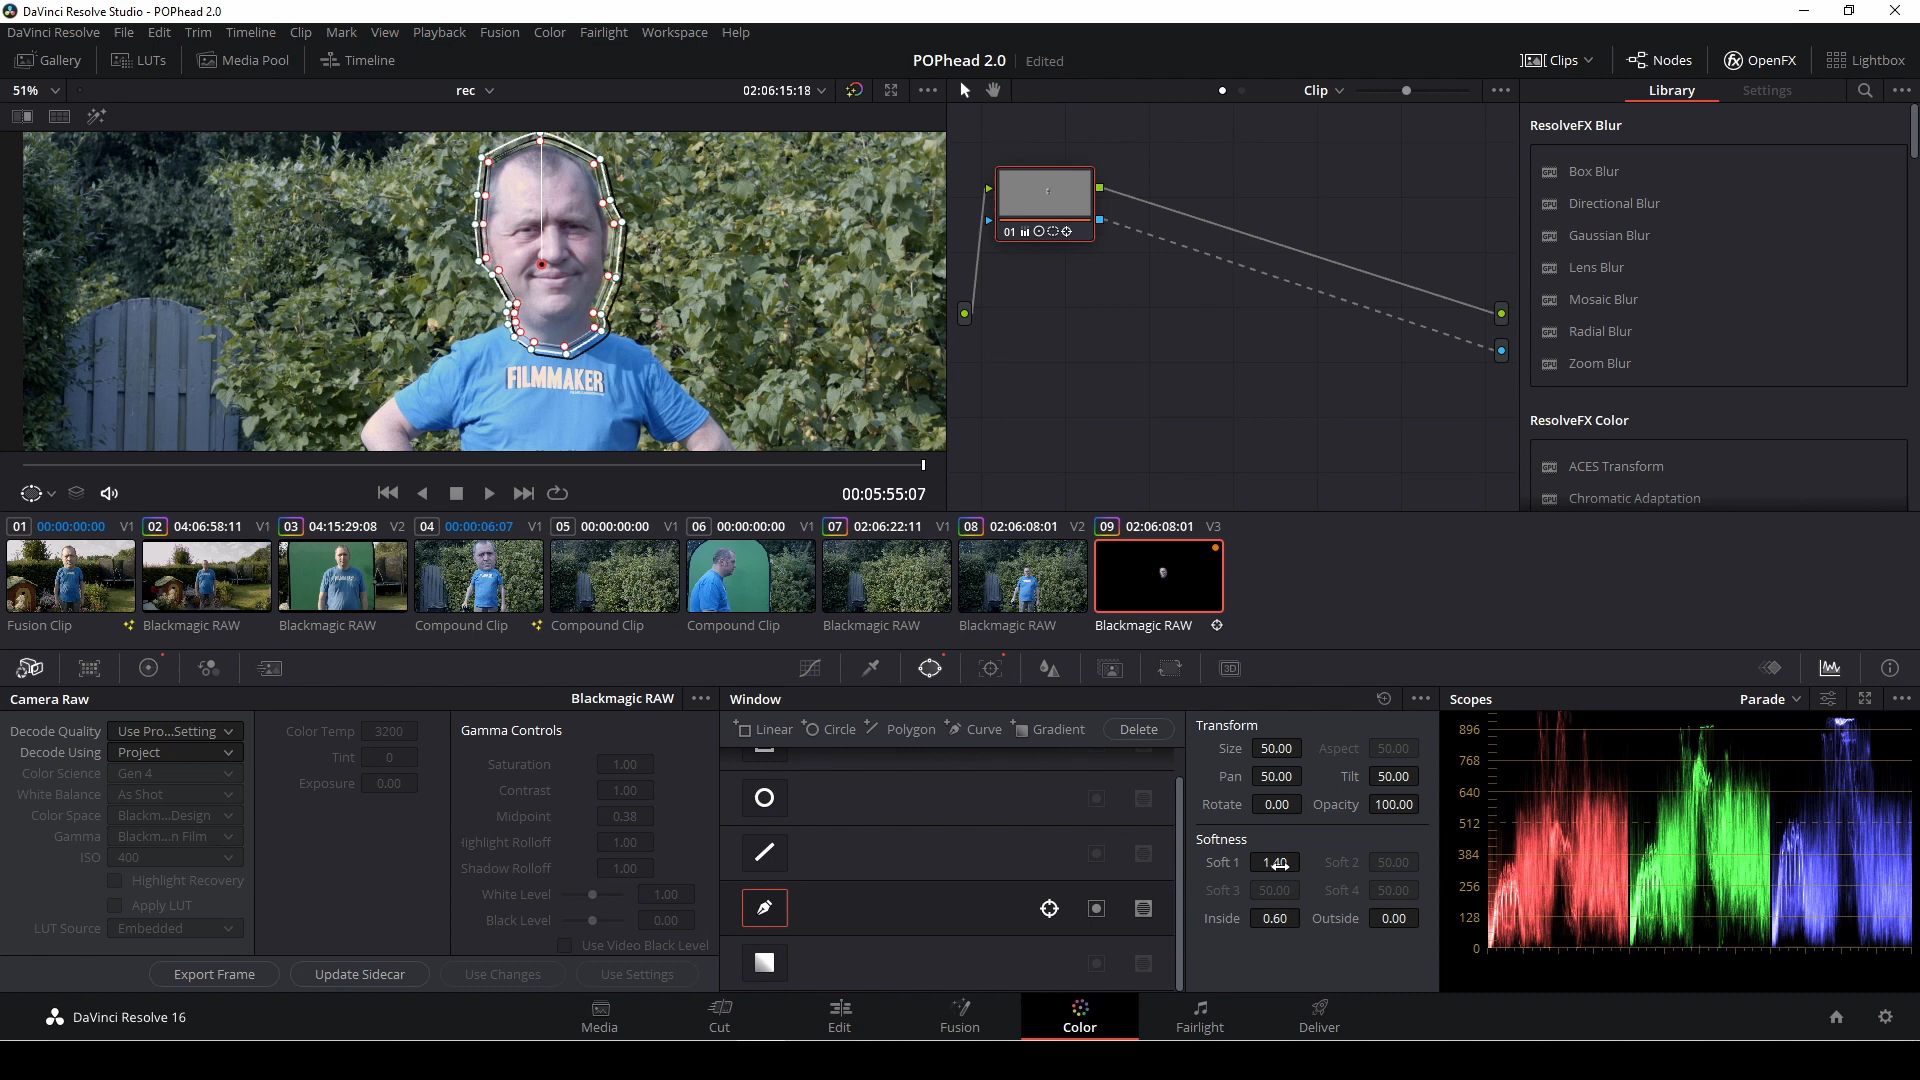 DaVinci Resolve Studio - POPhead 2.0
DaVinci Resolve File Edit Trim Timeline Clip Mark View Playback Fusion Color Fairlight Workspace Help
Gallery LUTs Media Pool Timeline POPhead 2.0 Edited Clips Nodes OpenFX Lightbox
51% rec 02:06:15:18 Clip Library Settings
ResolveFX Blur
Box Blur
Directional Blur
Gaussian Blur
Lens Blur
Mosaic Blur
Radial Blur
Zoom Blur
ResolveFX Color
ACES Transform
Chromatic Adaptation
01
FILMMAKER
00:05:55:07
01 00:00:00:00 V1 02 04:06:58:11 V1 03 04:15:29:08 V2 04 00:00:06:07 V1 05 00:00:00:00 V1 06 00:00:00:00 V1 07 02:06:22:11 V1 08 02:06:08:01 V2 09 02:06:08:01 V3
Fusion Clip Blackmagic RAW Blackmagic RAW Compound Clip Compound Clip Compound Clip Blackmagic RAW Blackmagic RAW Blackmagic RAW
3D
Camera Raw Blackmagic RAW Window Scopes Parade
Decode Quality Use Pro...Setting
Decode Using Project
Color Science Gen 4
White Balance As Shot
Color Space Blackm...Design
Gamma Blackm...n Film
ISO 400
Highlight Recovery
Apply LUT
LUT Source Embedded
Color Temp 3200
Tint 0
Exposure 0.00
Gamma Controls
Saturation 1.00
Contrast 1.00
Midpoint 0.38
Highlight Rolloff 1.00
Shadow Rolloff 1.00
White Level 1.00
Black Level 0.00
Use Video Black Level
Export Frame Update Sidecar Use Changes Use Settings
Linear Circle Polygon Curve Gradient Delete
Transform
Size 50.00 Aspect 50.00
Pan 50.00 Tilt 50.00
Rotate 0.00 Opacity 100.00
Softness
Soft 1 1.40 Soft 2 50.00
Soft 3 50.00 Soft 4 50.00
Inside 0.60 Outside 0.00
896
768
640
512
384
256
128
0
DaVinci Resolve 16 Media Cut Edit Fusion Color Fairlight Deliver